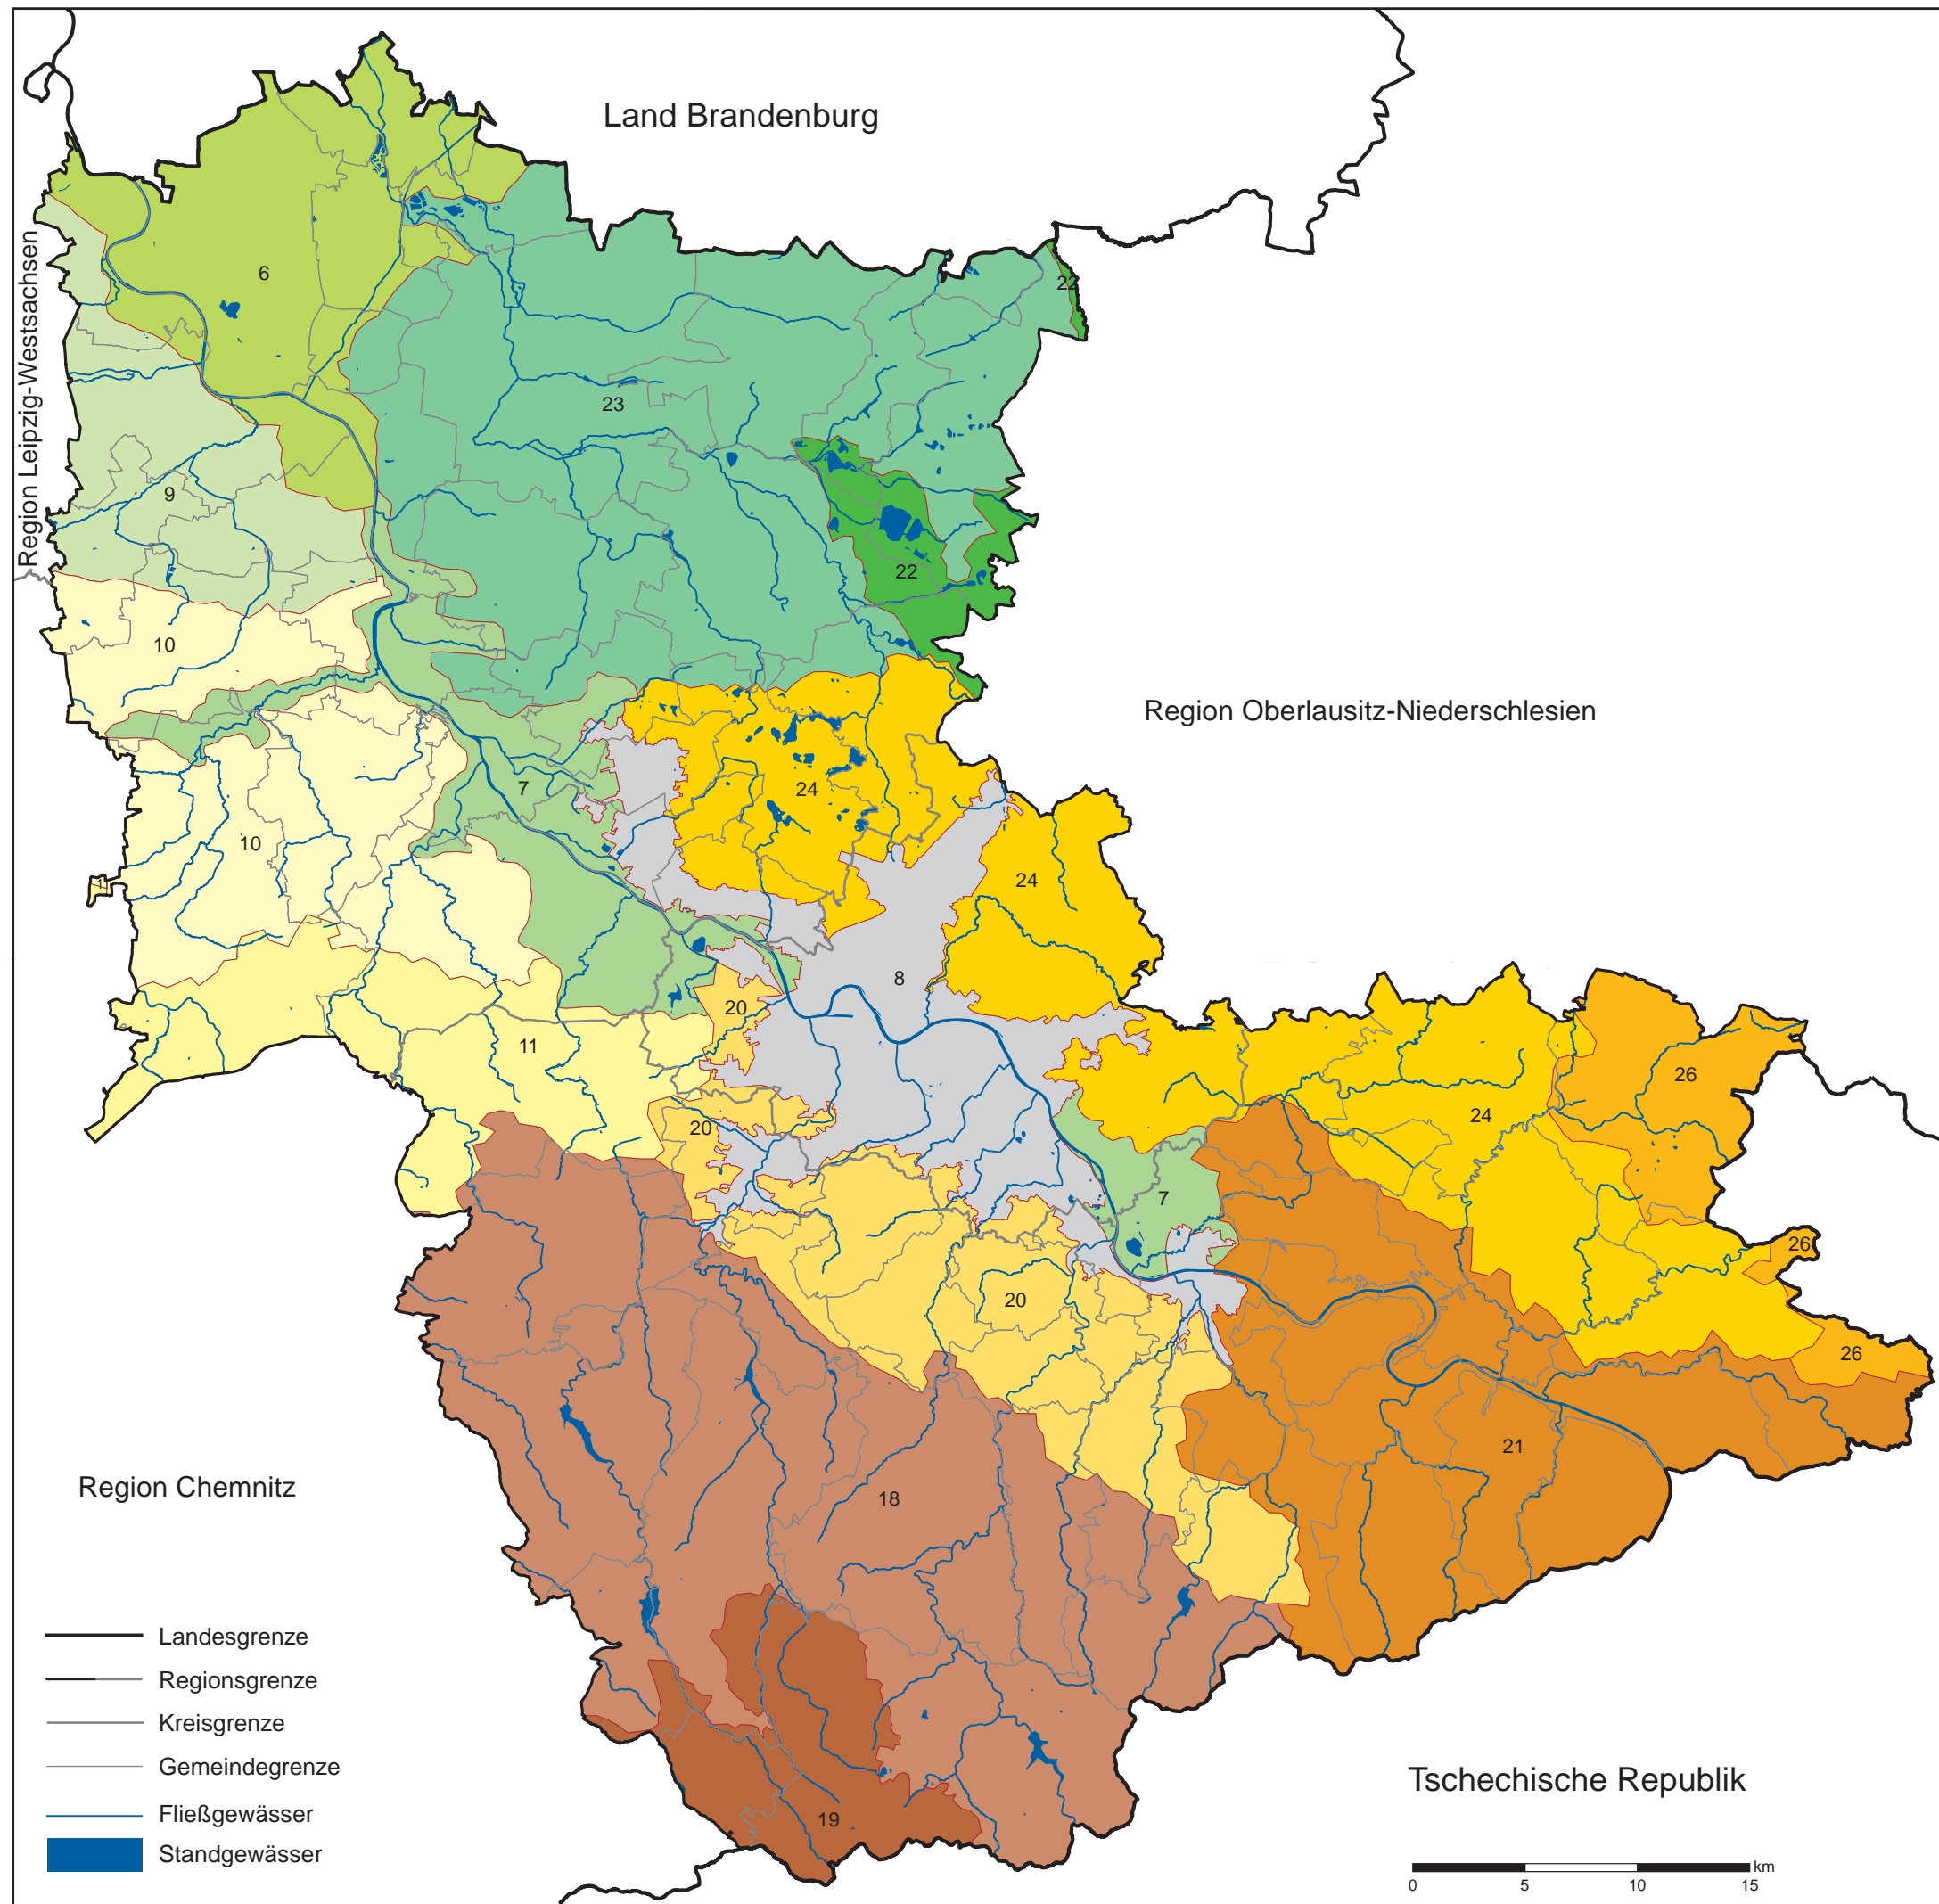 Land Brandenburg
Region Leipzig-Westsachsen
6
22
23
9
22
10
Region Oberlausitz-Niederschlesien
7
24
10
24
8
20
11
26
24
20
7
26
20
26
21
Region Chemnitz
18
Landesgrenze
Regionsgrenze
Kreisgrenze
Gemeindegrenze
Fließgewässer
Standgewässer
19
Tschechische Republik
km
0 5 10 15